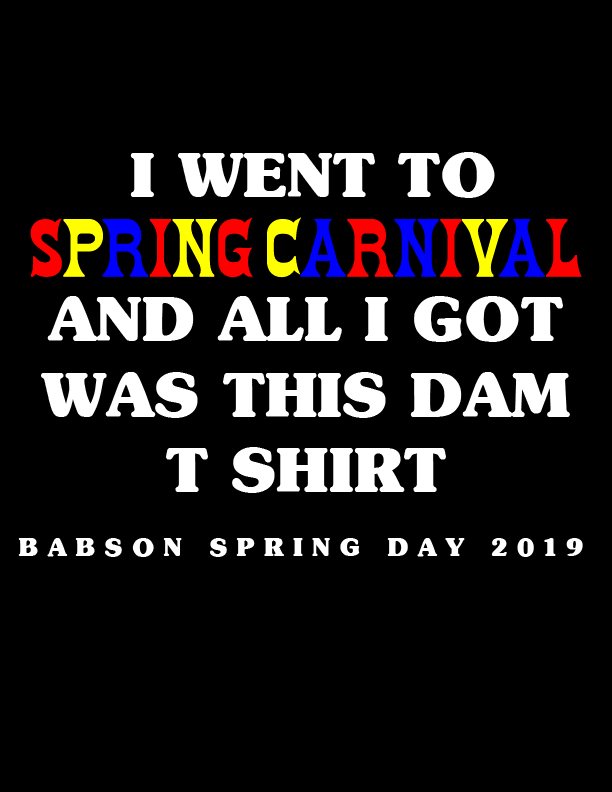 I WENT TO
SPRING CARNIVAL
AND ALL I GOT
WAS THIS DAM
T SHIRT
BABSON SPRING DAY 2019